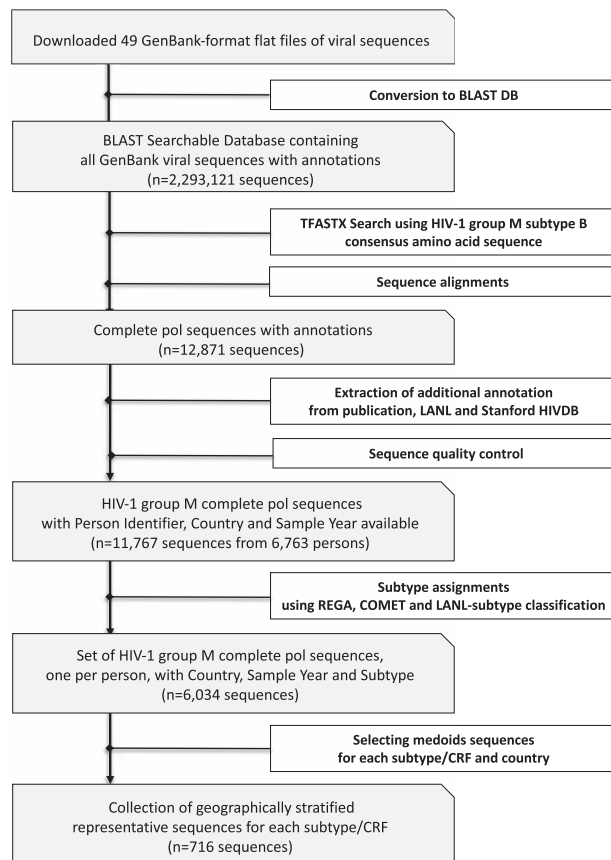 Downloaded 49 GenBank-format flat files of viral sequences
Conversion to BLAST DB
BLAST Searchable Database containing
all GenBank viral sequences with annotations
(n=2,293,121 sequences)
TFASTX Search using HIV-1 group M subtype B
consensus amino acid sequence
Sequence alignments
Complete pol sequences with annotations
(n=12,871 sequences)
Extraction of additional annotation
from publication, LANL and Stanford HIVDB
Sequence quality control
HIV-1 group M complete pol sequences
with Person Identifier, Country and Sample Year available
(n=11,767 sequences from 6,763 persons)
Subtype assignments
using REGA, COMET and LANL-subtype classification
Set of HIV-1 group M complete pol sequences,
one per person, with Country, Sample Year and Subtype
(n=6,034 sequences)
Selecting medoids sequences
for each subtype/CRF and country
Collection of geographically stratified
representative sequences for each subtype/CRF
(n=716 sequences)